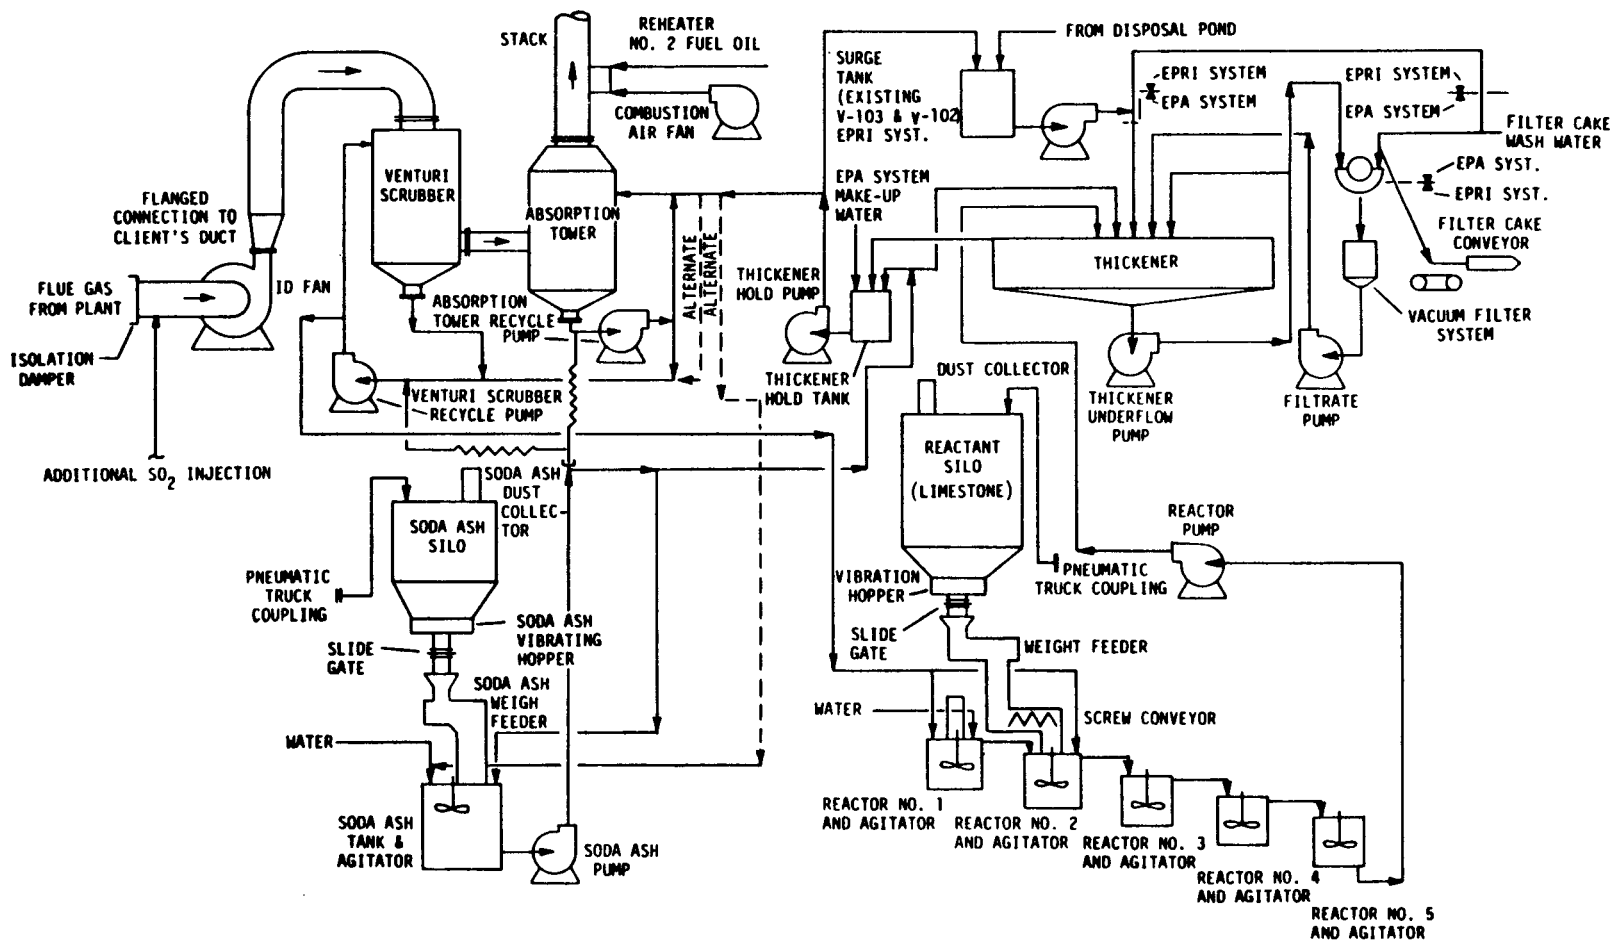 STACK
REHEATER
NO. 2 FUEL OIL
COMBUSTION
AIR FAN
SURGE
TANK
(EXISTING
V-103 & V-102)
EPRI SYST.
FROM DISPOSAL POND
EPRI SYSTEM
EPA SYSTEM
EPRI SYSTEM
EPA SYSTEM
FILTER CAKE
WASH WATER
EPA SYST.
EPRI SYST.
FILTER CAKE
CONVEYOR
VACUUM FILTER
SYSTEM
VENTURI
SCRUBBER
ABSORPTION
TOWER
EPA SYSTEM
MAKE-UP
WATER
FLANGED
CONNECTION TO
CLIENT'S DUCT
FLUE GAS
FROM PLANT
ID FAN
ISOLATION
DAMPER
ADDITIONAL SO2 INJECTION
ABSORPTION
TOWER RECYCLE
PUMP
ALTERNATE
ALTERNATE
THICKENER
HOLD PUMP
THICKENER
HOLD TANK
THICKENER
THICKENER
UNDERFLOW
PUMP
FILTRATE
PUMP
VENTURI SCRUBBER
RECYCLE PUMP
DUST COLLECTOR
REACTANT
SILO
(LIMESTONE)
SODA ASH
DUST
COLLEC-
TOR
SODA ASH
SILO
PNEUMATIC
TRUCK
COUPLING
SODA ASH
VIBRATING
HOPPER
SLIDE
GATE
SODA ASH
WEIGH
FEEDER
WATER
SODA ASH
TANK &
AGITATOR
SODA ASH
PUMP
REACTOR
PUMP
VIBRATION
HOPPER
PNEUMATIC
TRUCK COUPLING
SLIDE
GATE
WEIGHT FEEDER
WATER
SCREW CONVEYOR
REACTOR NO. 1
AND AGITATOR
REACTOR NO. 2
AND AGITATOR
REACTOR NO. 3
AND AGITATOR
REACTOR NO. 4
AND AGITATOR
REACTOR NO. 5
AND AGITATOR